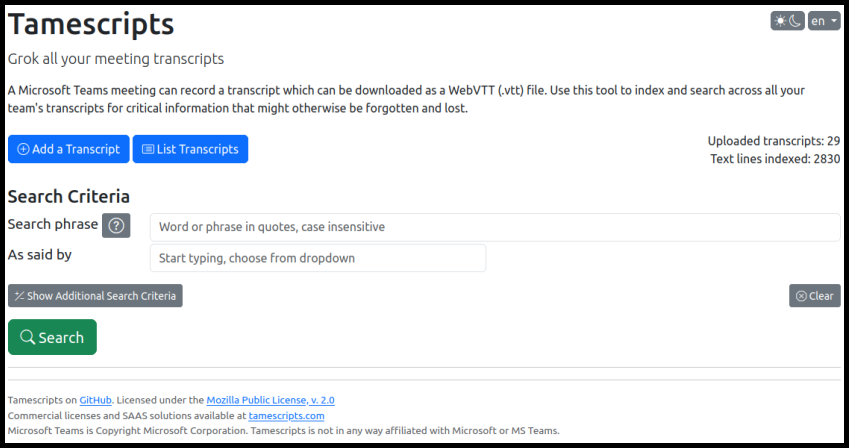 Tamescripts
en
Grok all your meeting transcripts
A Microsoft Teams meeting can record a transcript which can be downloaded as a WebVTT (.vtt) file. Use this tool to index and search across all your
team's transcripts for critical information that might otherwise be forgotten and lost.
Add a Transcript
List Transcripts
Uploaded transcripts: 29
Text lines indexed: 2830
Search Criteria
Search phrase
Word or phrase in quotes, case insensitive
As said by
Start typing, choose from dropdown
Show Additional Search Criteria
Clear
Search
Tamescripts on GitHub. Licensed under the Mozilla Public License, v. 2.0
Commercial licenses and SAAS solutions available at tamescripts.com
Microsoft Teams is Copyright Microsoft Corporation. Tamescripts is not in any way affiliated with Microsoft or MS Teams.